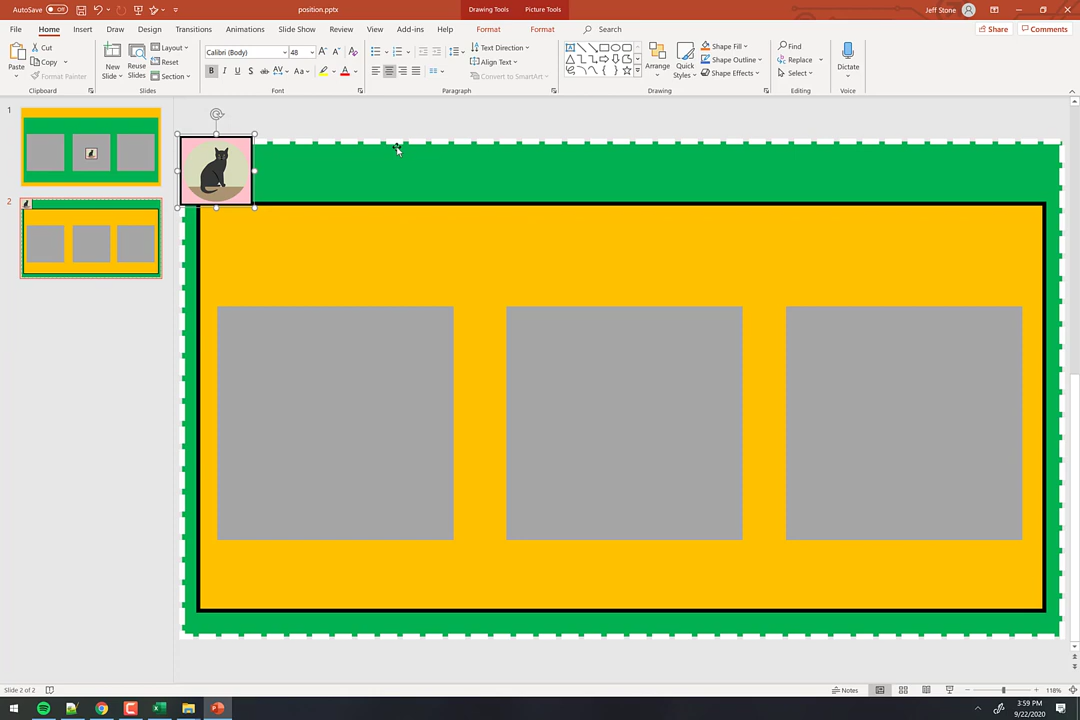 AutoSave Off
position.pptx
Drawing Tools
Picture Tools
Jeff Stone
File Home Insert Draw Design Transitions Animations Slide Show Review View Add-ins Help Format Format Search
Share Comments
Paste
Cut
Copy
Format Painter
Clipboard
New Slide
Reuse Slides
Layout
Reset
Section
Slides
Calibri (Body) 48
B I U S ab AV Aa A
Font
Text Direction
Align Text
Convert to SmartArt
Paragraph
Arrange
Quick Styles
Shape Fill
Shape Outline
Shape Effects
Drawing
Find
Replace
Select
Editing
Dictate
Voice
1
2
Slide 2 of 2
Notes
118%
3:59 PM
9/22/2020